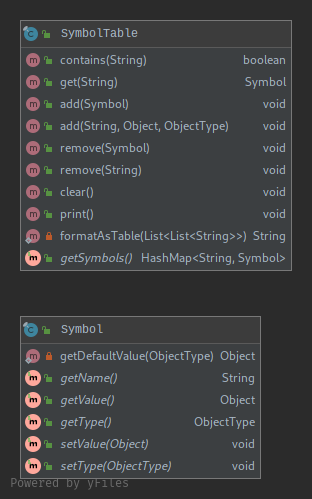 SymbolTable
contains(String) boolean
get(String) Symbol
add(Symbol) void
add(String, Object, ObjectType) void
remove(Symbol) void
remove(String) void
clear() void
print() void
formatAsTable(List<List<String>>) String
getSymbols() HashMap<String, Symbol>
Symbol
getDefaultValue(ObjectType) Object
getName() String
getValue() Object
getType() ObjectType
setValue(Object) void
setType(ObjectType) void
Powered by yFiles